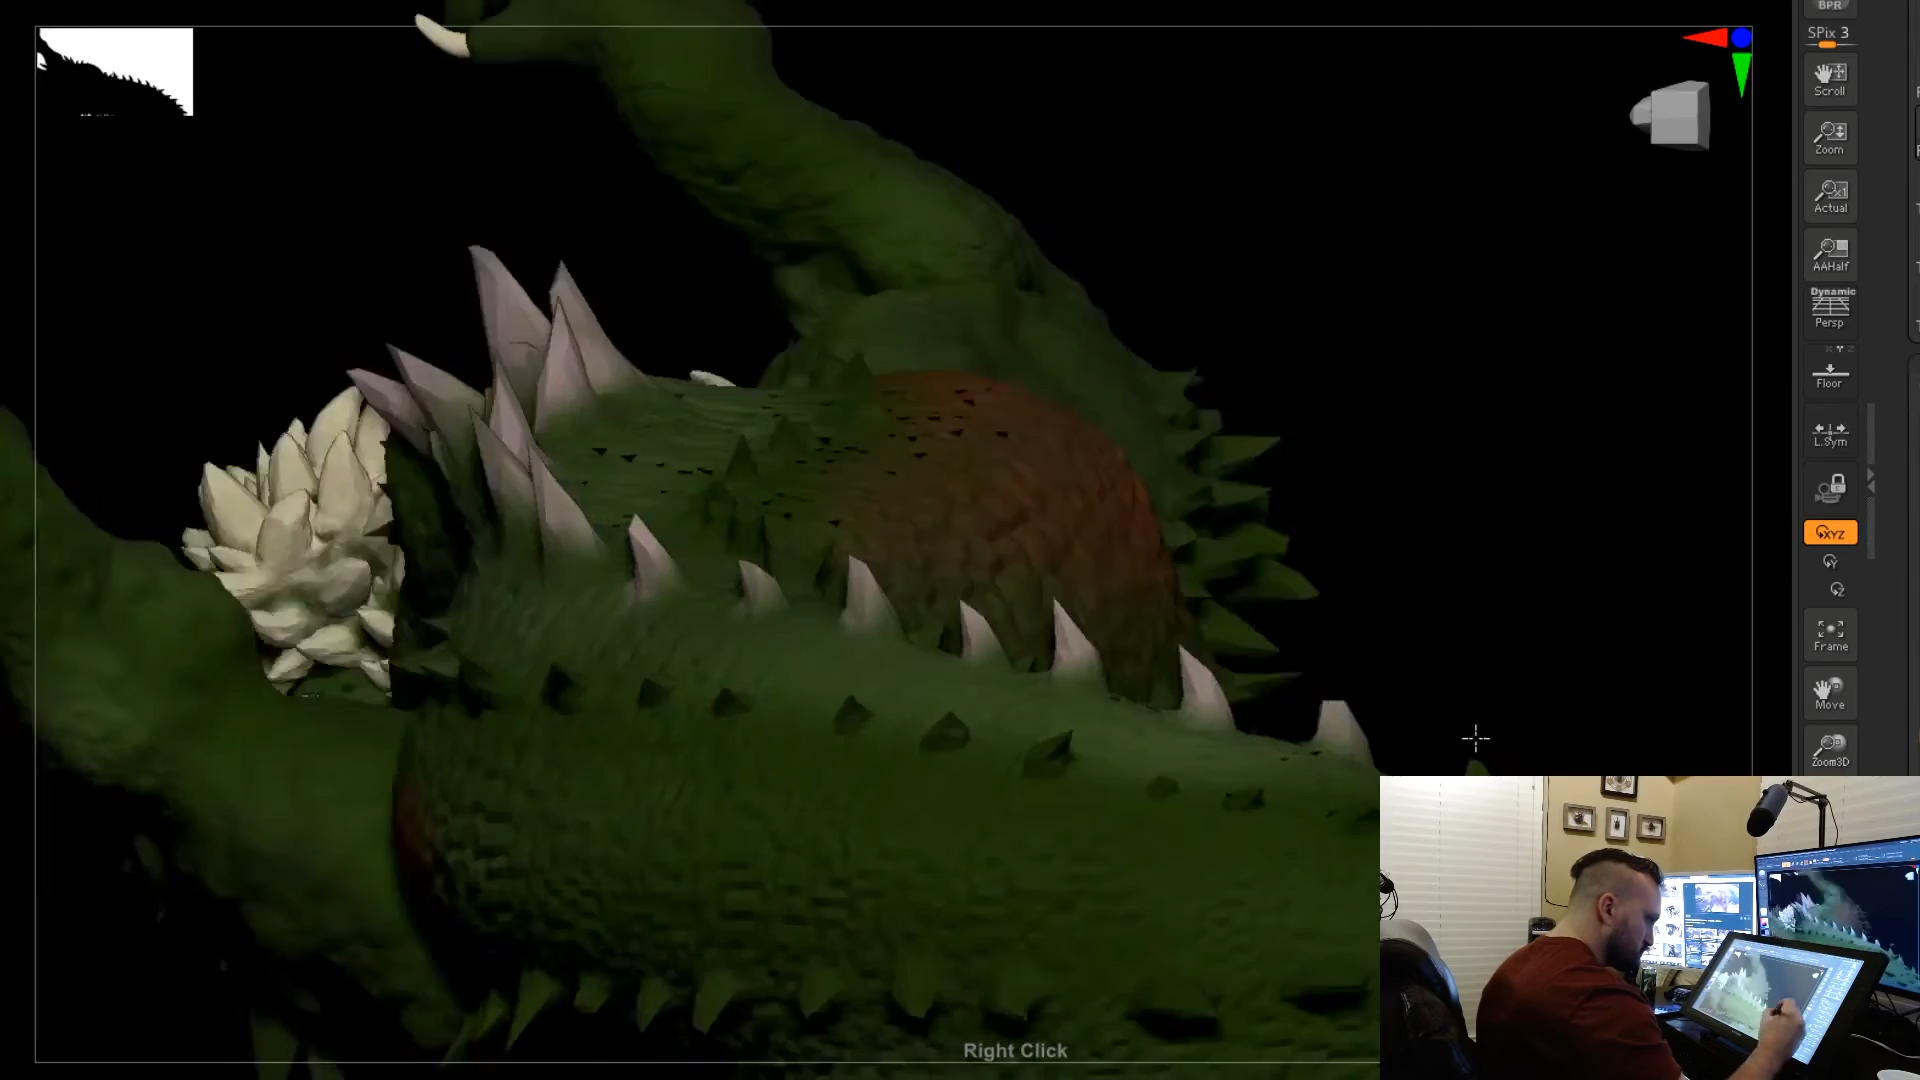 BPR
SPix 3
Scroll
Zoom
Actual
AAHalf
Dynamic
Persp
Floor
L.Sym
XYZ
Y
Z
Frame
Move
Zoom3D
Right Click